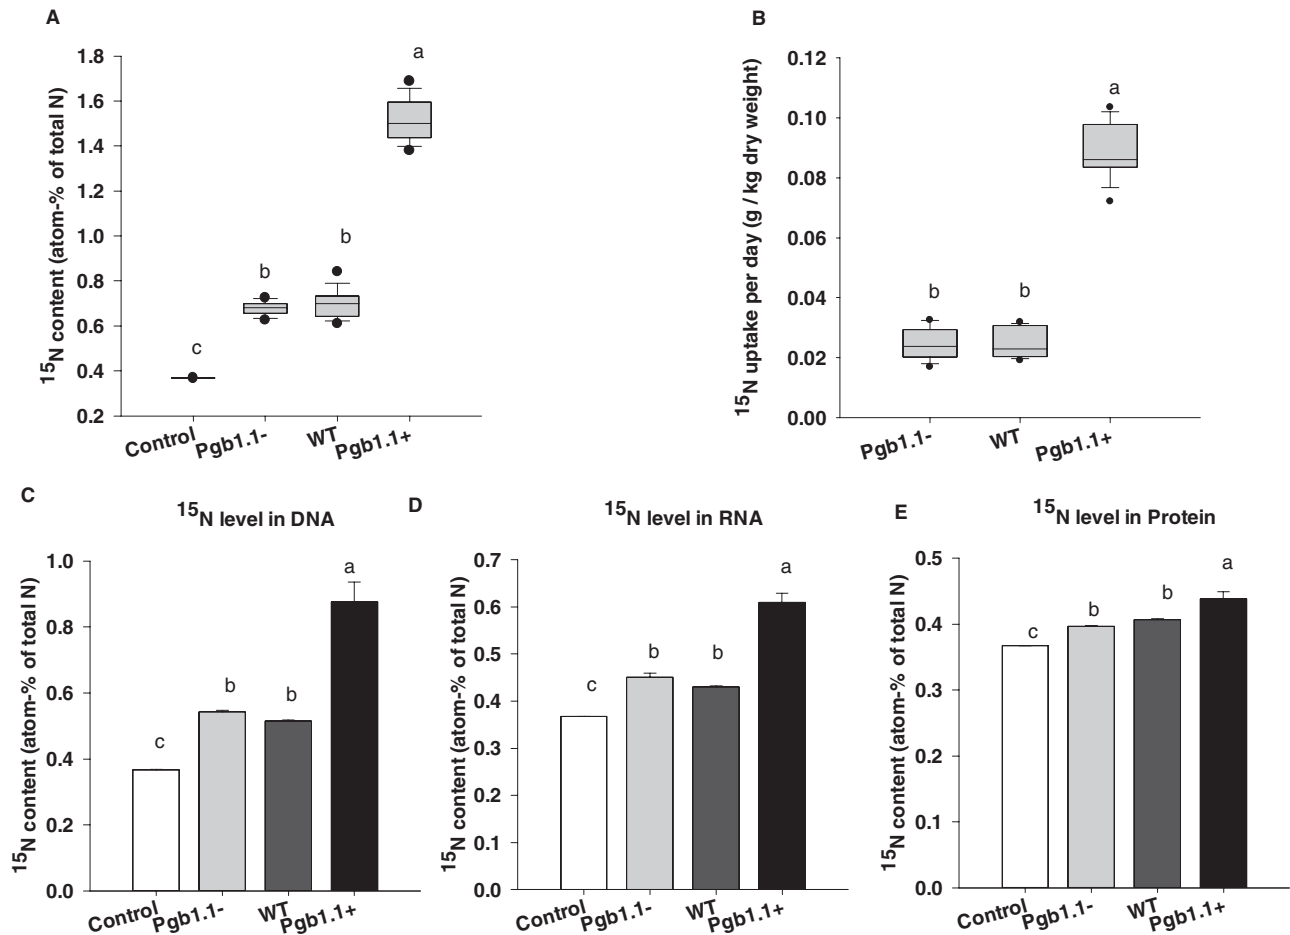 A
15N content (atom-% of total N)
1.8
1.6
1.4
1.2
1.0
0.8
0.6
0.4
0.2
c
b
b
a
Control
Pgb1.1-
WT
Pgb1.1+
B
15N uptake per day (g / kg dry weight)
0.12
0.10
0.08
0.06
0.04
0.02
0.00
b
b
a
Pgb1.1-
WT
Pgb1.1+
C
15N level in DNA
15N content (atom-% of total N)
1.0
0.8
0.6
0.4
0.2
0.0
c
b
b
a
Control
Pgb1.1-
WT
Pgb1.1+
D
15N level in RNA
15N content (atom-% of total N)
0.7
0.6
0.5
0.4
0.3
0.2
0.1
0.0
c
b
b
a
Control
Pgb1.1-
WT
Pgb1.1+
E
15N level in Protein
15N content (atom-% of total N)
0.5
0.4
0.3
0.2
0.1
0.0
c
b
b
a
Control
Pgb1.1-
WT
Pgb1.1+